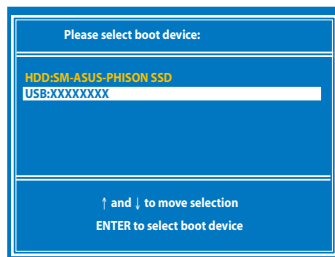 Please select boot device:
HDD:SM-ASUS-PHISON SSD
USB:XXXXXXXX
↑ and ↓ to move selection
ENTER to select boot device